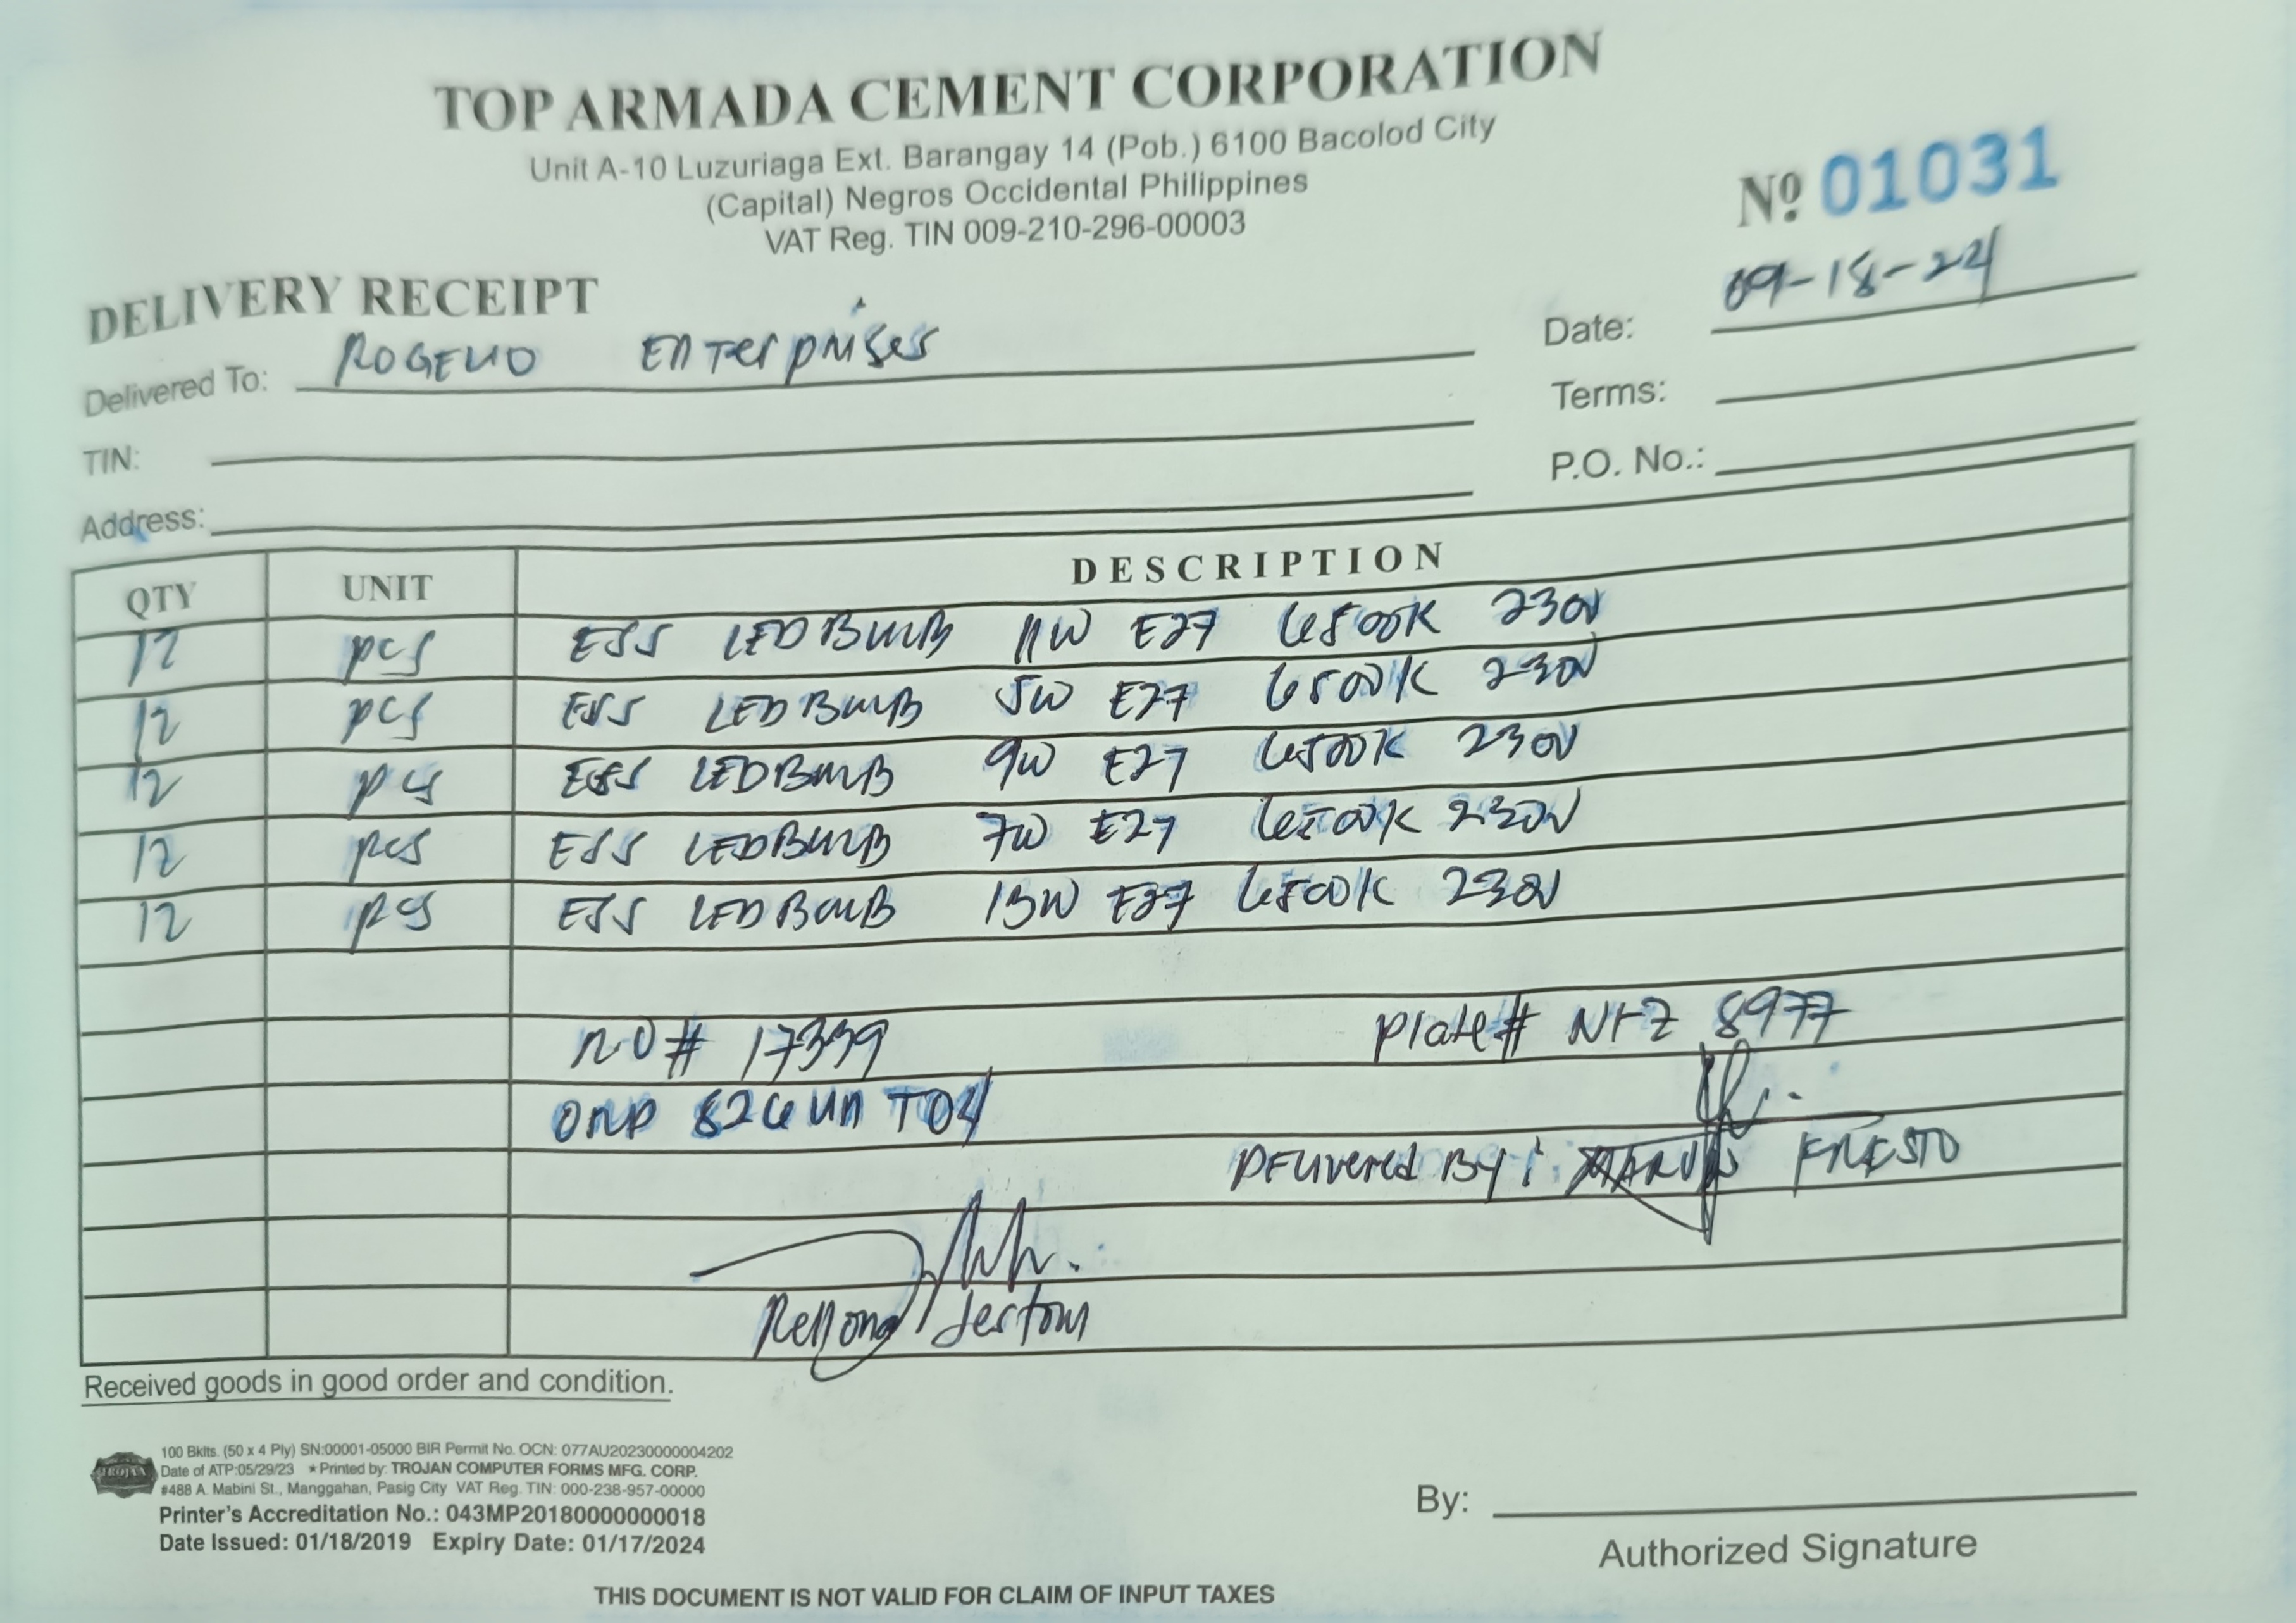 TOP ARMADA CEMENT CORPORATION
Unit A-10 Luzuriaga Ext. Barangay 14 (Pob.) 6100 Bacolod City
(Capital) Negros Occidental Philippines
VAT Reg. TIN 009-210-296-00003
Nº 01031
DELIVERY RECEIPT
Date: 09-18-24
Delivered To: ROGELIO ENTerprises
Terms:
TIN:
P.O. No.:
Address:
QTY UNIT DESCRIPTION
12 pcs ESS LED BULB 11W E27 6500K 230V
12 pcs ESS LED BULB 5W E27 6500K 230V
12 pcs ESS LED BULB 9W E27 6500K 230V
12 pcs ESS LED BULB 7W E27 6500K 230V
12 pcs ESS LED BULB 13W E27 6500K 230V
# 17339 Plate# 8977
DELIvered By:
Received goods in good order and condition.
TROJAN
100 Bklts. (50 x 4 Ply) SN:00001-05000 BIR Permit No. OCN: 077AU20230000004202
Date of ATP:05/29/23 ★Printed by: TROJAN COMPUTER FORMS MFG. CORP.
#488 A. Mabini St., Manggahan, Pasig City VAT Reg. TIN: 000-238-957-00000
Printer's Accreditation No.: 043MP20180000000018
Date Issued: 01/18/2019 Expiry Date: 01/17/2024
By:
Authorized Signature
THIS DOCUMENT IS NOT VALID FOR CLAIM OF INPUT TAXES